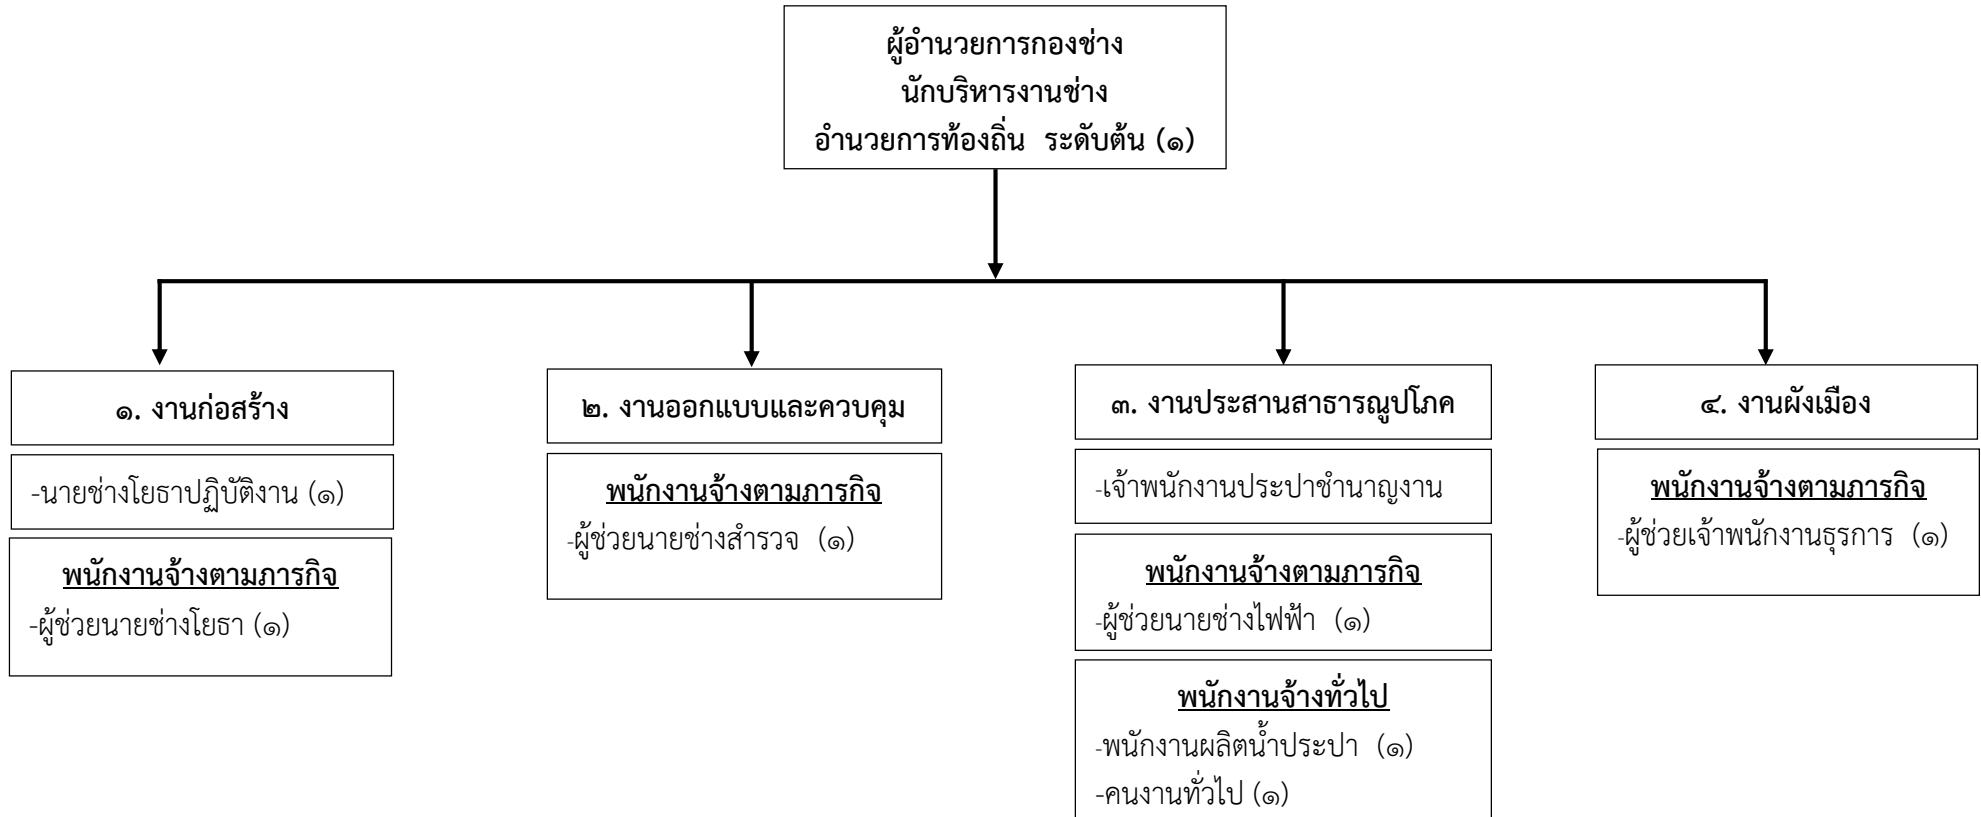 ผู้อำนวยการกองช่าง
นักบริหารงานช่าง
อำนวยการท้องถิ่น ระดับต้น (๑)
๑. งานก่อสร้าง
-นายช่างโยธาปฏิบัติงาน (๑)
พนักงานจ้างตามภารกิจ
-ผู้ช่วยนายช่างโยธา (๑)
๒. งานออกแบบและควบคุม
พนักงานจ้างตามภารกิจ
-ผู้ช่วยนายช่างสำรวจ (๑)
๓. งานประสานสาธารณูปโภค
-เจ้าพนักงานประปาชำนาญงาน
พนักงานจ้างตามภารกิจ
-ผู้ช่วยนายช่างไฟฟ้า (๑)
พนักงานจ้างทั่วไป
-พนักงานผลิตน้ำประปา (๑)
-คนงานทั่วไป (๑)
๔. งานผังเมือง
พนักงานจ้างตามภารกิจ
-ผู้ช่วยเจ้าพนักงานธุรการ (๑)